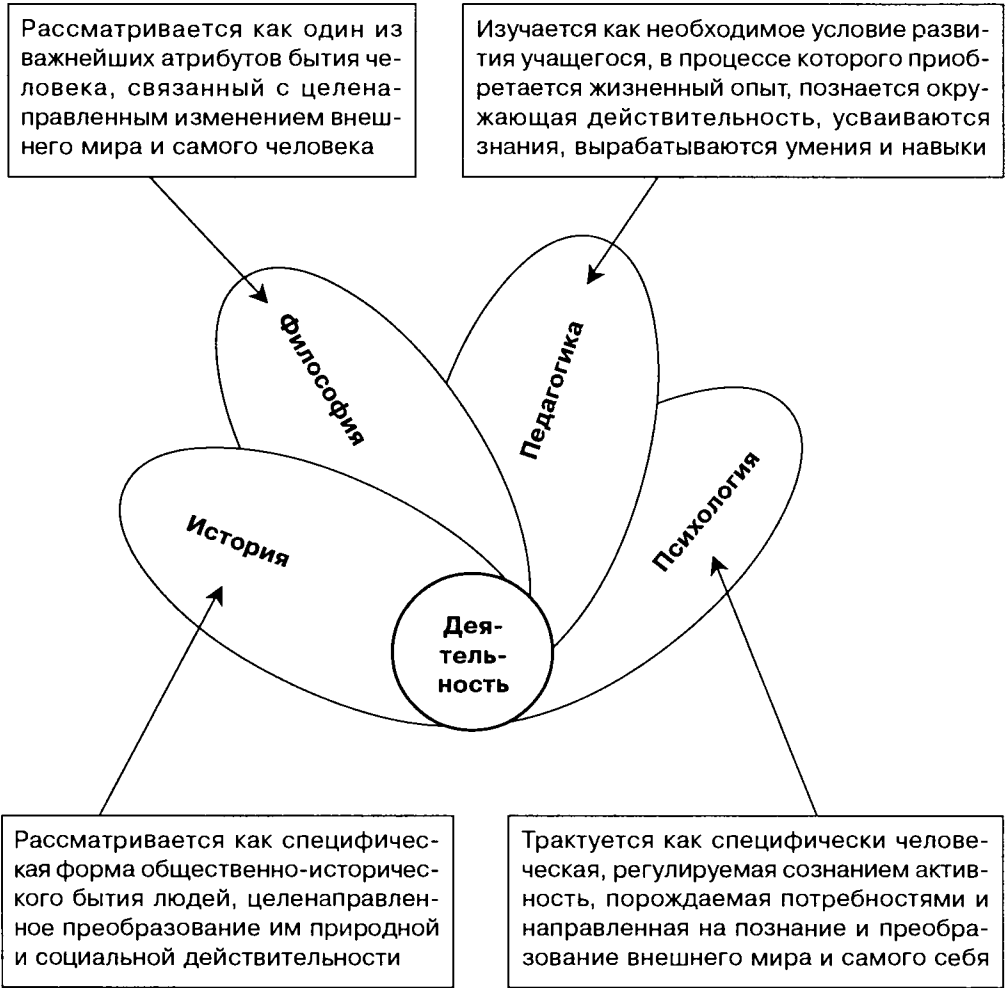 Рассматривается как один из
важнейших атрибутов бытия че-
ловека, связанный с целена-
правленным изменением внеш-
него мира и самого человека
Изучается как необходимое условие разви-
тия учащегося, в процессе которого приоб-
ретается жизненный опыт, познается окру-
жающая действительность, усваиваются
знания, вырабатываются умения и навыки
Философия
Педагогика
История
Психология
Дея-
тель-
ность
Рассматривается как специфичес-
кая форма общественно-историчес-
кого бытия людей, целенаправлен-
ное преобразование им природной
и социальной действительности
Трактуется как специфически челове-
ческая, регулируемая сознанием актив-
ность, порождаемая потребностями и
направленная на познание и преобра-
зование внешнего мира и самого себя